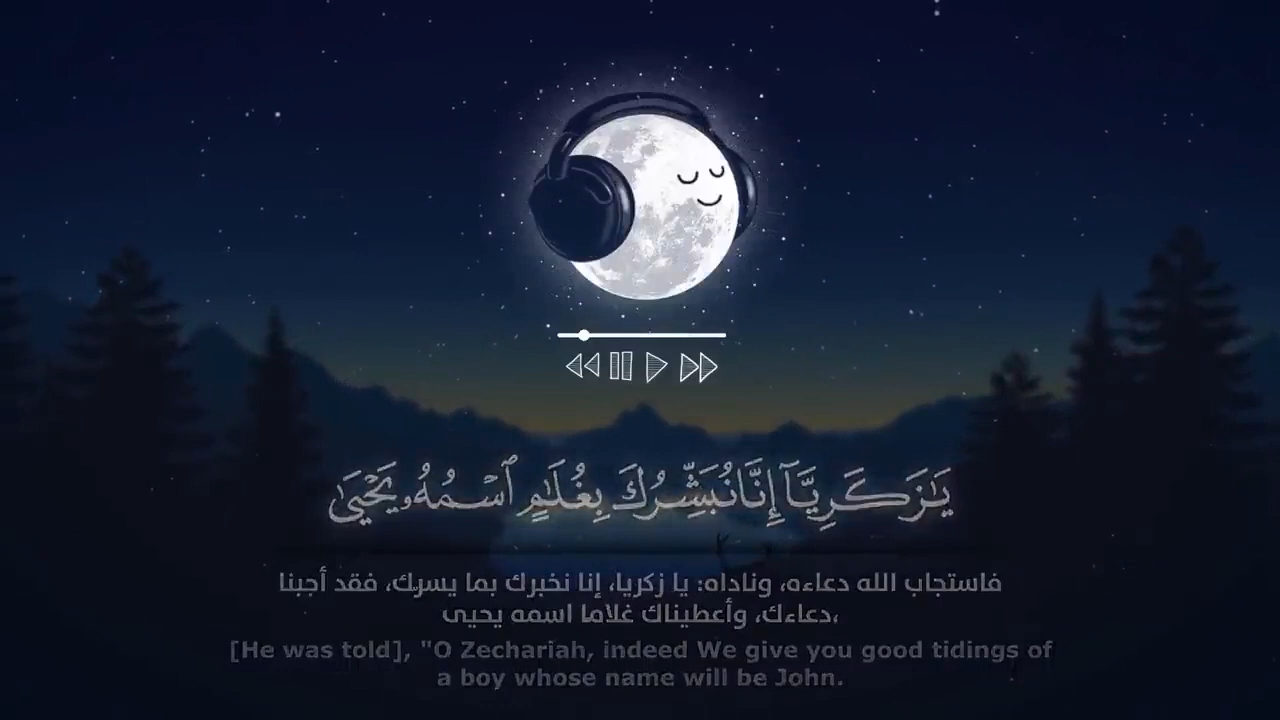 يَٰزَكَرِيَّآ إِنَّا نُبَشِّرُكَ بِغُلَٰمٍ ٱسْمُهُۥ يَحْيَىٰ
فاستجاب الله دعاءه، وناداه: يا زكريا، إنا نخبرك بما يسرك، فقد أجبنا
دعاءك، وأعطيناك غلاما اسمه يحيى،
[He was told], "O Zechariah, indeed We give you good tidings of
a boy whose name will be John.